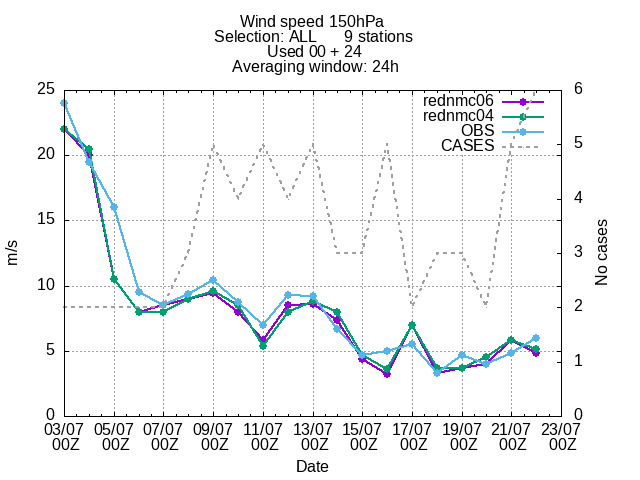 Wind speed 150hPa
Selection: ALL 9 stations
Used 00 + 24
Averaging window: 24h
25
20
15
10
5
0
m/s
6
5
4
3
2
1
0
No cases
rednmc06
rednmc04
OBS
CASES
03/07 05/07 07/07 09/07 11/07 13/07 15/07 17/07 19/07 21/07 23/07
00Z 00Z 00Z 00Z 00Z 00Z 00Z 00Z 00Z 00Z 00Z
Date